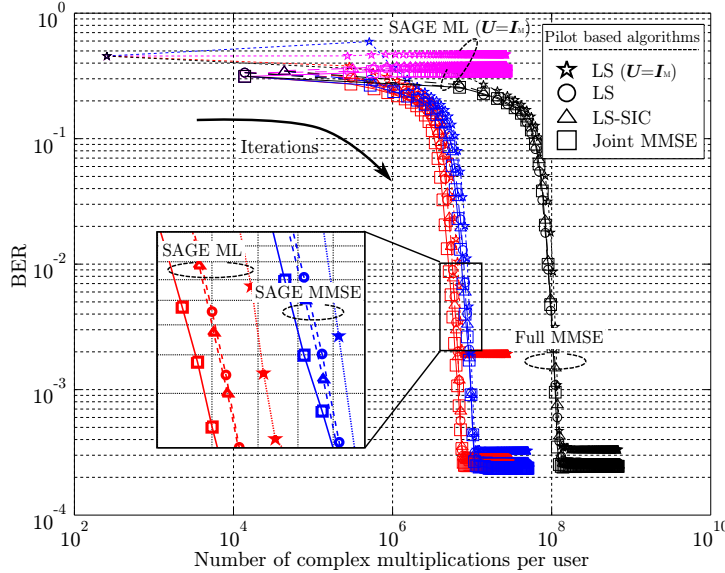 SAGE ML (U=I_M)
Pilot based algorithms
LS (U=I_M)
LS
LS-SIC
Joint MMSE
Iterations
SAGE ML
SAGE MMSE
Full MMSE
BER
10^0
10^-1
10^-2
10^-3
10^-4
10^2
10^4
10^6
10^8
10^10
Number of complex multiplications per user